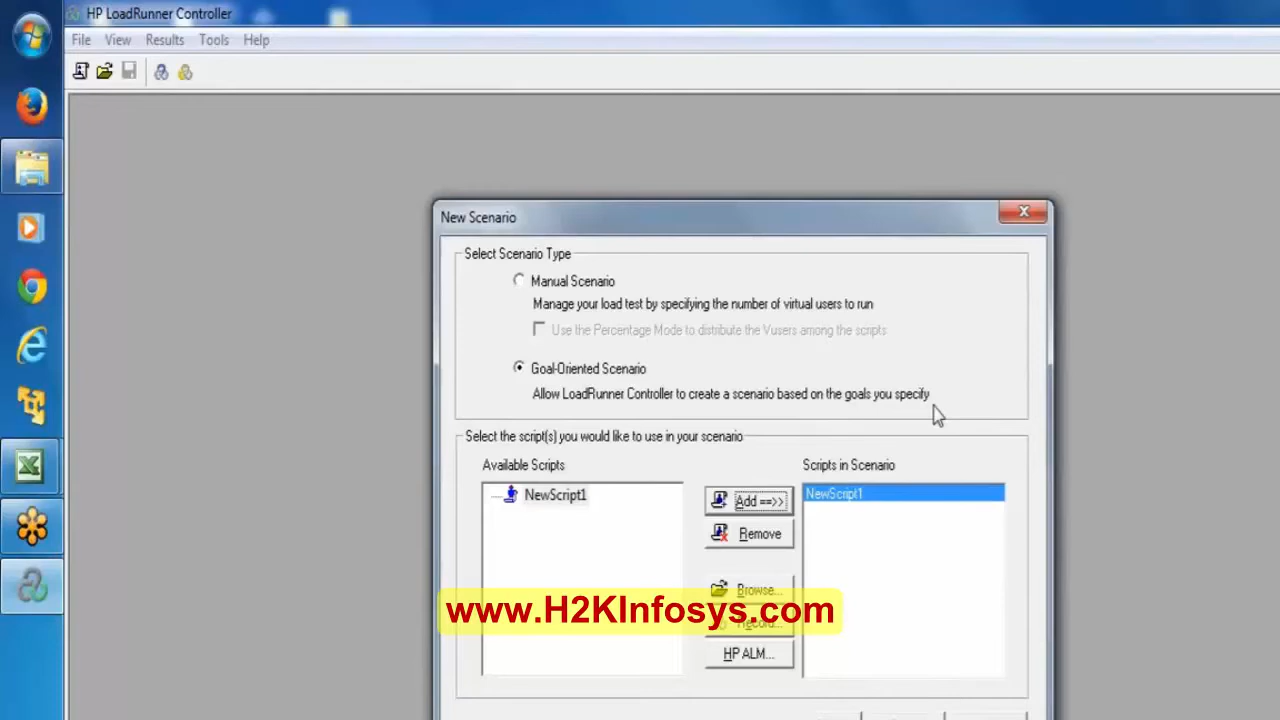 HP LoadRunner Controller
File View Results Tools Help
New Scenario
Select Scenario Type
Manual Scenario
Manage your load test by specifying the number of virtual users to run
Use the Percentage Mode to distribute the Vusers among the scripts
Goal-Oriented Scenario
Allow LoadRunner Controller to create a scenario based on the goals you specify
Select the script(s) you would like to use in your scenario
Available Scripts
Scripts in Scenario
NewScript1
Add ==>>
NewScript1
Remove
Browse...
www.H2KInfosys.com
Record...
HP ALM...